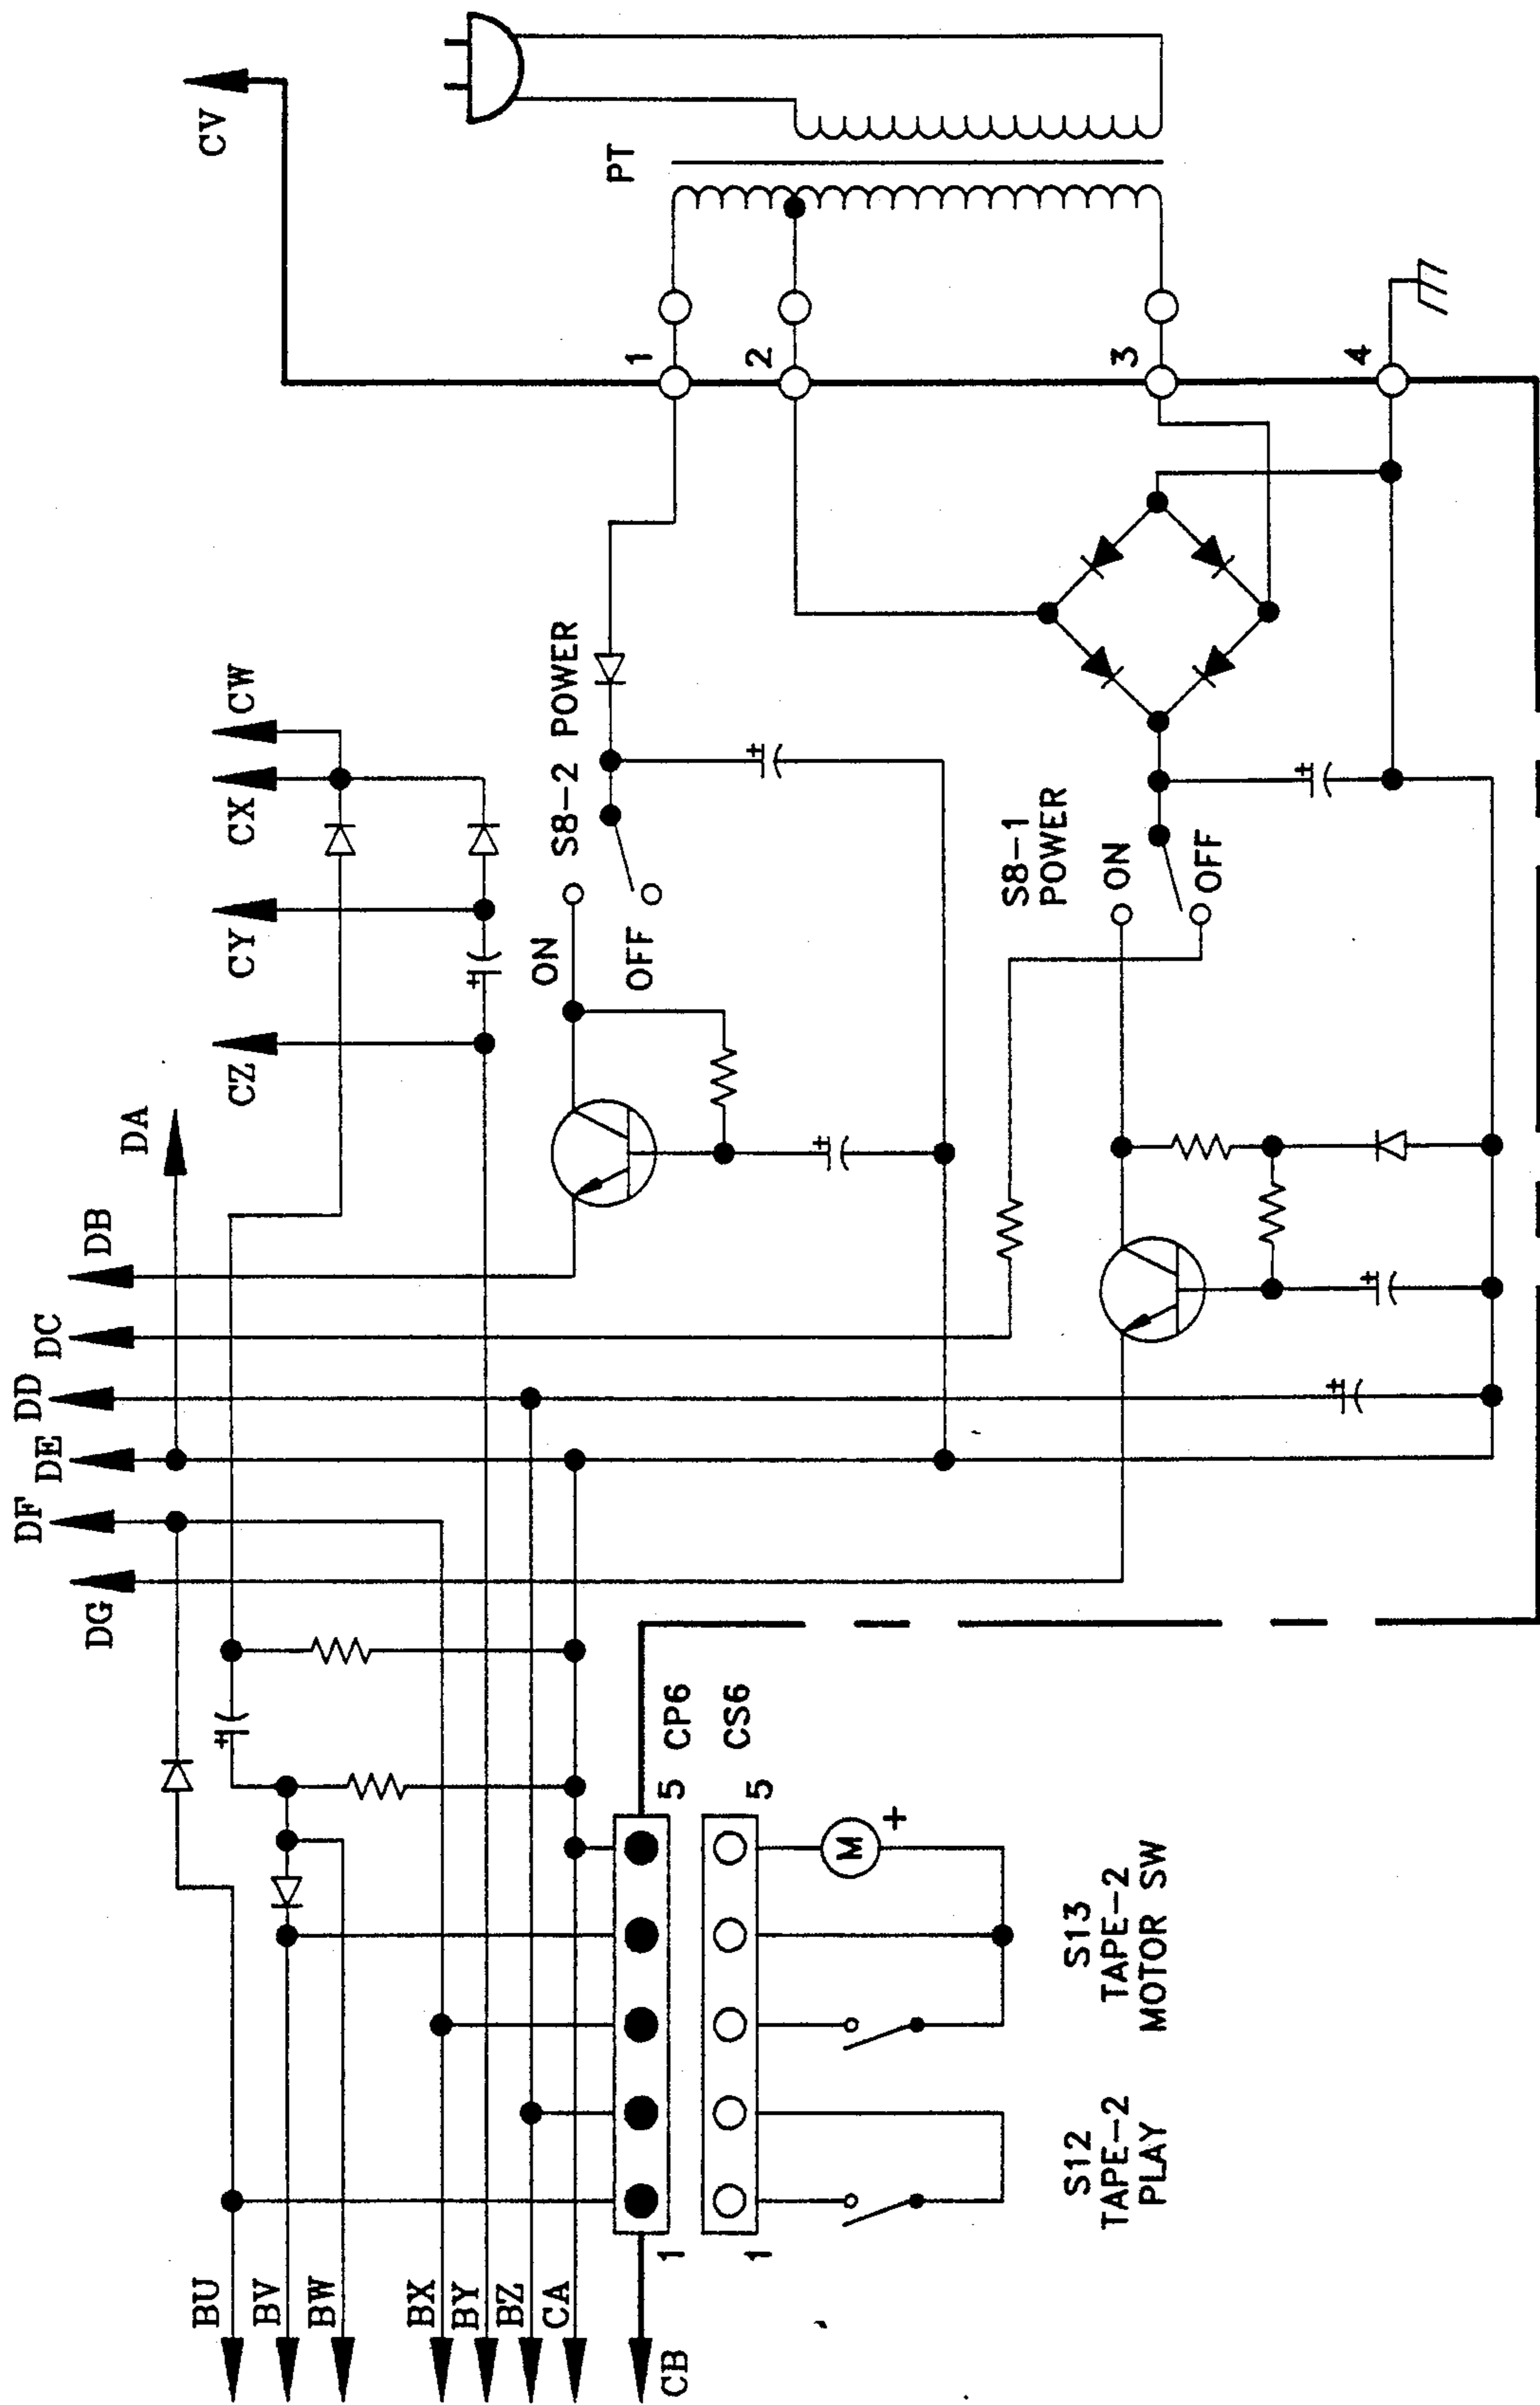 CV
PT
1
2
3
4
CW
CX
CY
CZ
S8-2 POWER
ON
OFF
S8-1
POWER
ON
OFF
DA
DB
DC
DD
DE
DF
DG
CP6
5
1
CS6
5
1
M
+
S13
TAPE-2
MOTOR SW
S12
TAPE-2
PLAY
BU
BV
BW
BX
BY
BZ
CA
CB